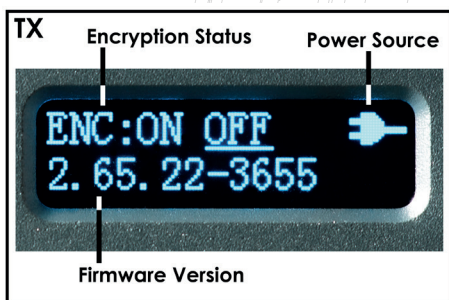 TX
Encryption Status
Power Source
ENC:ON OFF
2.65.22-3655
Firmware Version